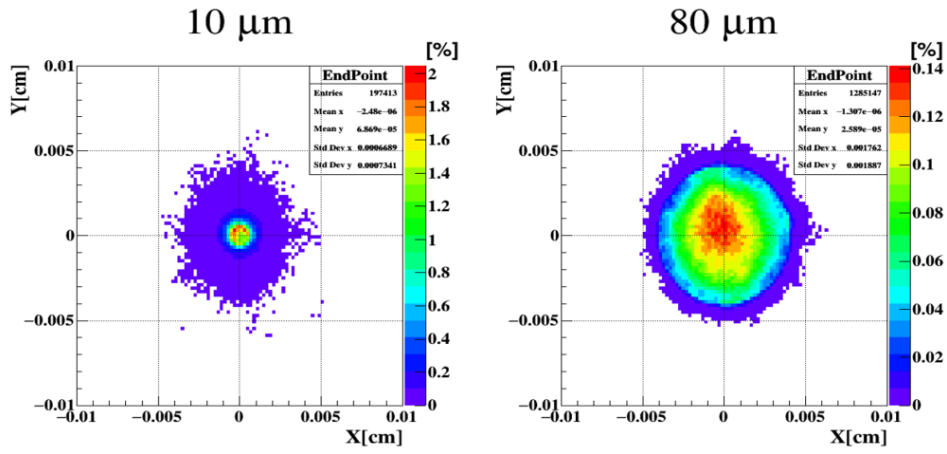 10 μm
80 μm
[%]
[%]
Y[cm]
0.01
0.005
0
−0.005
−0.01
−0.01
−0.005
0
0.005
0.01
X[cm]
EndPoint
Entries 197413
Mean x −2.48e−06
Mean y 6.869e−05
Std Dev x 0.0006689
Std Dev y 0.0007341
2
1.8
1.6
1.4
1.2
1
0.8
0.6
0.4
0.2
0
Y[cm]
0.01
0.005
0
−0.005
−0.01
−0.01
−0.005
0
0.005
0.01
X[cm]
EndPoint
Entries 1285147
Mean x −1.307e−06
Mean y 2.589e−05
Std Dev x 0.001762
Std Dev y 0.001887
0.14
0.12
0.1
0.08
0.06
0.04
0.02
0